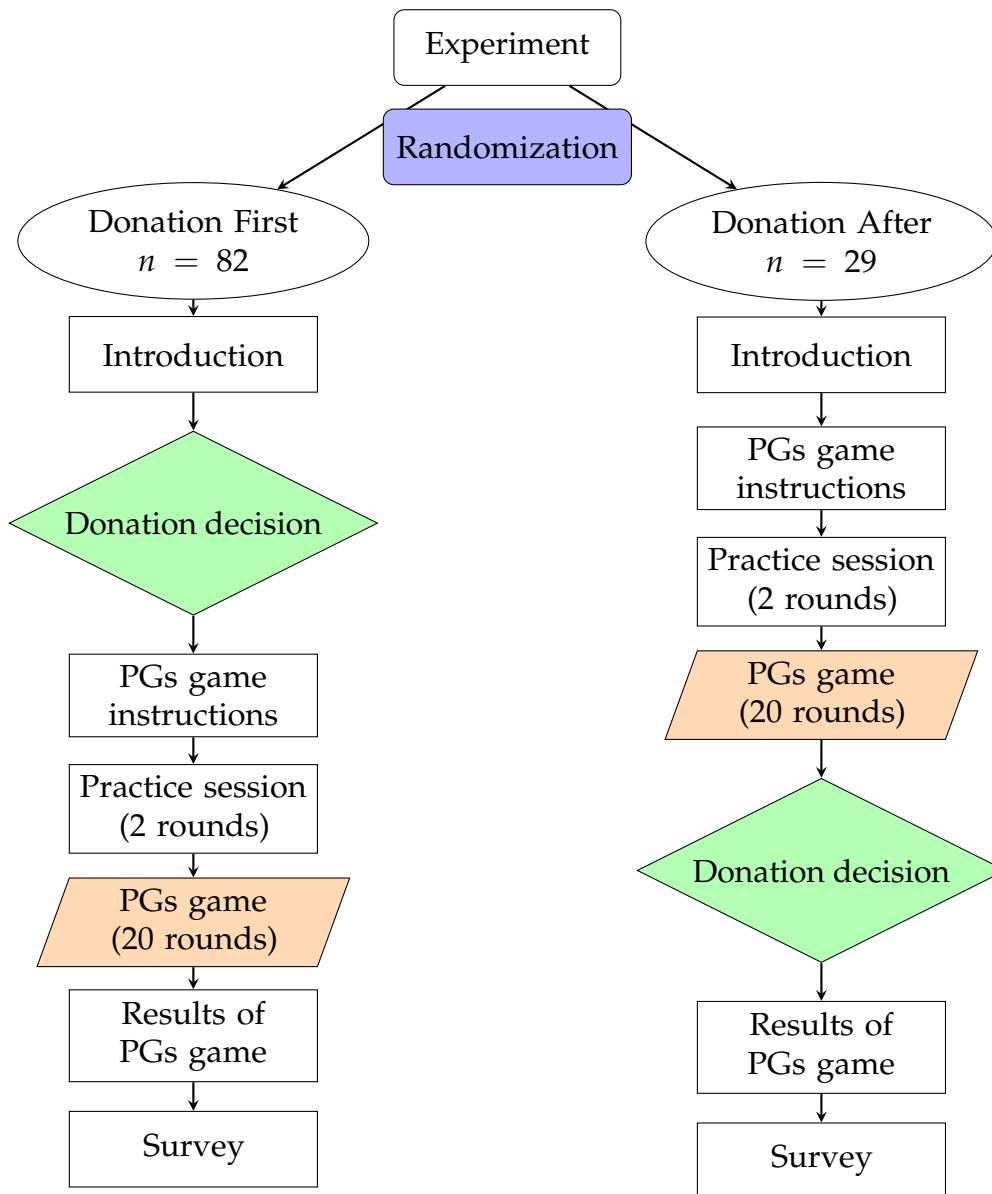 Experiment
Randomization
Donation First
n = 82
Introduction
Donation decision
PGs game
instructions
Practice session
(2 rounds)
PGs game
(20 rounds)
Results of
PGs game
Survey
Donation After
n = 29
Introduction
PGs game
instructions
Practice session
(2 rounds)
PGs game
(20 rounds)
Donation decision
Results of
PGs game
Survey